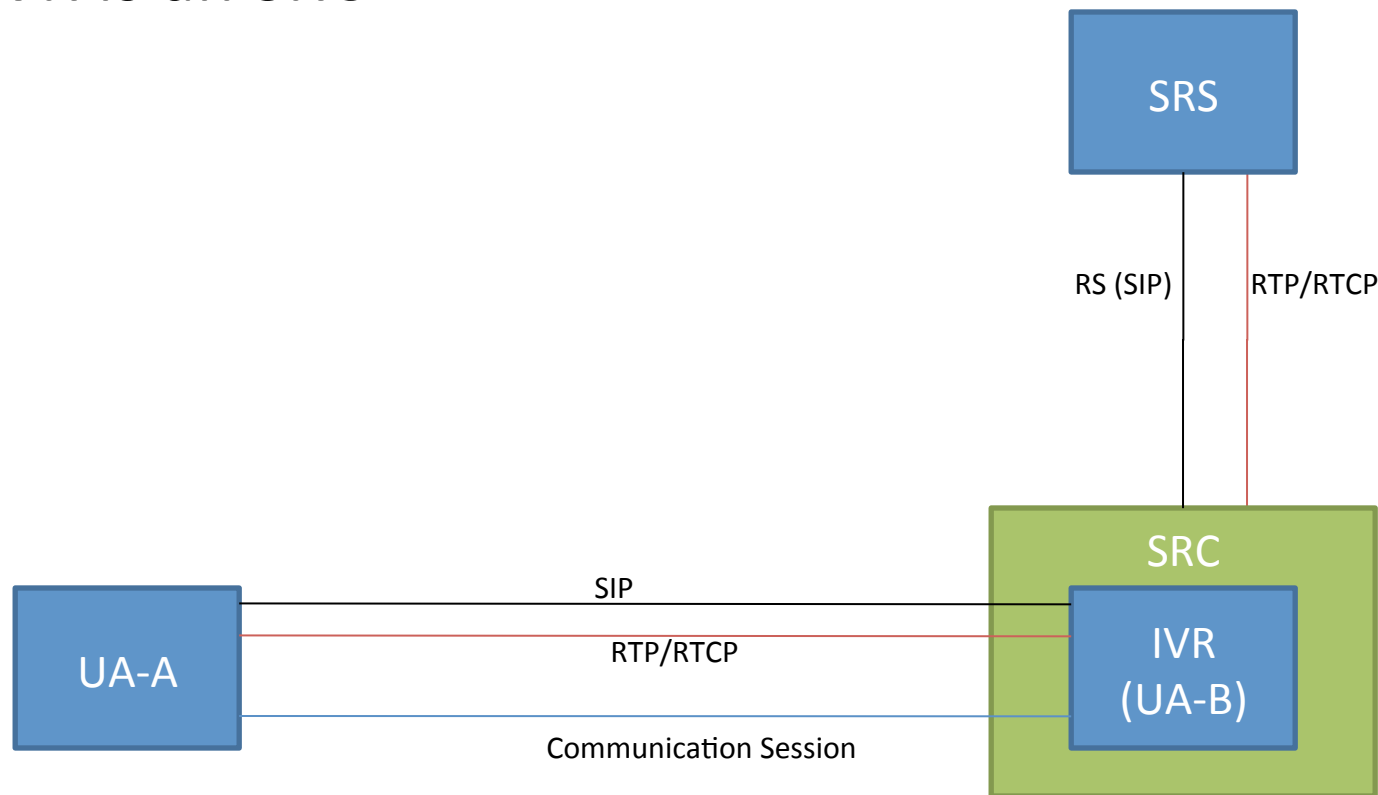 SRS
RS (SIP)
RTP/RTCP
SRC
SIP
RTP/RTCP
UA-A
IVR
(UA-B)
Communication Session